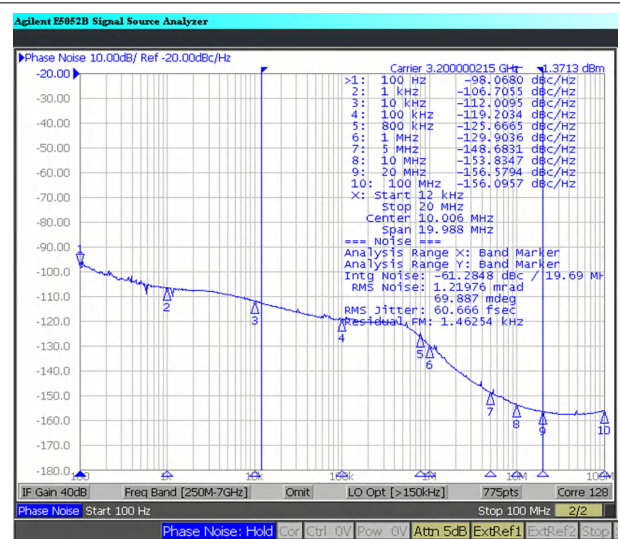 Agilent E5052B Signal Source Analyzer
▶Phase Noise 10.00dB/ Ref -20.00dBc/Hz
Carrier 3.200000215 GHz -1.3713 dBm
-20.00
-30.00
-40.00
-50.00
-60.00
-70.00
-80.00
-90.00
-100.0
-110.0
-120.0
-130.0
-140.0
-150.0
-160.0
-170.0
-180.0
>1: 100 Hz -98.0680 dBc/Hz
2: 1 kHz -106.7055 dBc/Hz
3: 10 kHz -112.0095 dBc/Hz
4: 100 kHz -119.2034 dBc/Hz
5: 800 kHz -125.6665 dBc/Hz
6: 1 MHz -129.9036 dBc/Hz
7: 5 MHz -148.6831 dBc/Hz
8: 10 MHz -153.8347 dBc/Hz
9: 20 MHz -156.5794 dBc/Hz
10: 100 MHz -156.0957 dBc/Hz
X: Start 12 kHz
Stop 20 MHz
Center 10.006 MHz
Span 19.988 MHz
=== Noise ===
Analysis Range X: Band Marker
Analysis Range Y: Band Marker
Intg Noise: -61.2848 dBc / 19.69 MH
RMS Noise: 1.21976 mrad
69.887 mdeg
RMS Jitter: 60.666 fsec
Residual FM: 1.46254 kHz
1
2
3
4
5
6
7
8
9
10
100 1k 10k 100k 1M 10M 100M
IF Gain 40dB Freq Band [250M-7GHz] Omit LO Opt [>150kHz] 775pts Corre 128
Phase Noise Start 100 Hz Stop 100 MHz 2/2
Phase Noise: Hold Cor Ctrl 0V Pow 0V Attn 5dB ExtRef1 ExtRef2 Stop